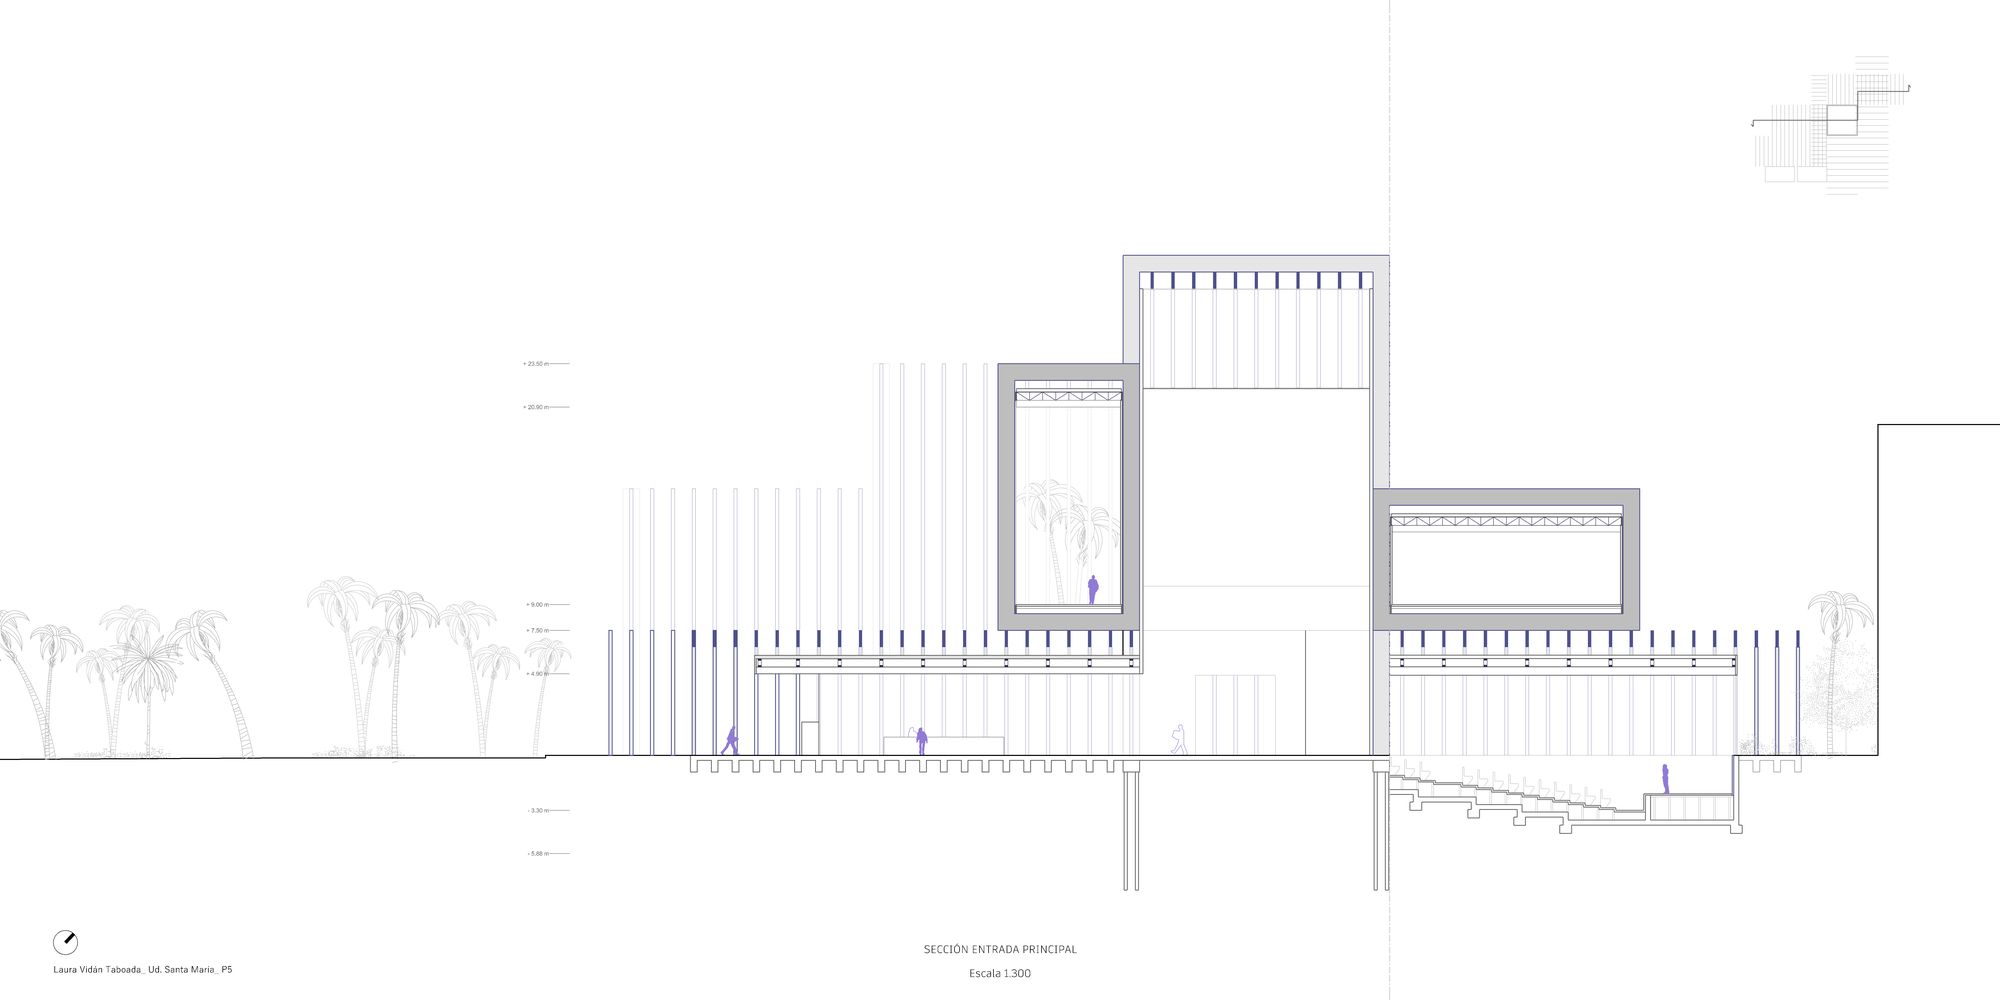 + 23.50 m
+ 20.90 m
+ 9.00 m
+ 7.50 m
+ 4.90 m
- 3.30 m
- 5.88 m
SECCIÓN ENTRADA PRINCIPAL
Escala 1.300
Laura Vidán Taboada_ Ud. Santa María_ P5